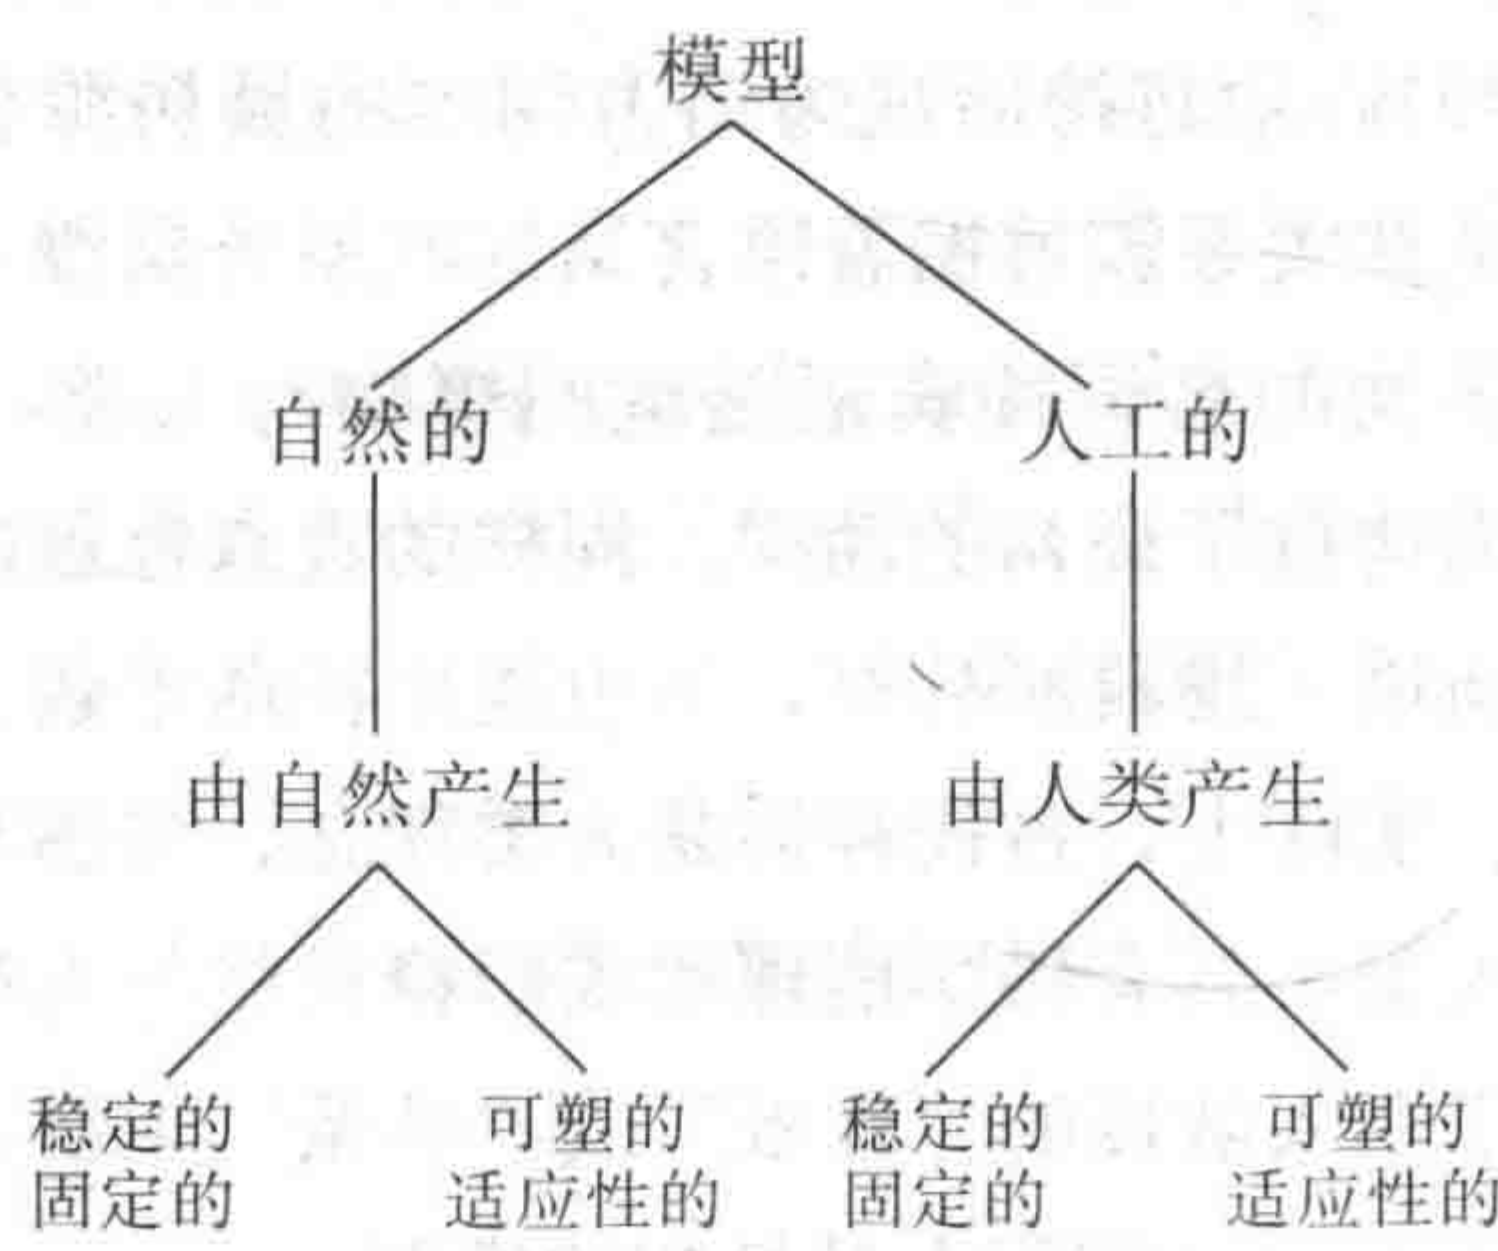 模型
自然的
人工的
由自然产生
由人类产生
稳定的
固定的
可塑的
适应性的
稳定的
固定的
可塑的
适应性的